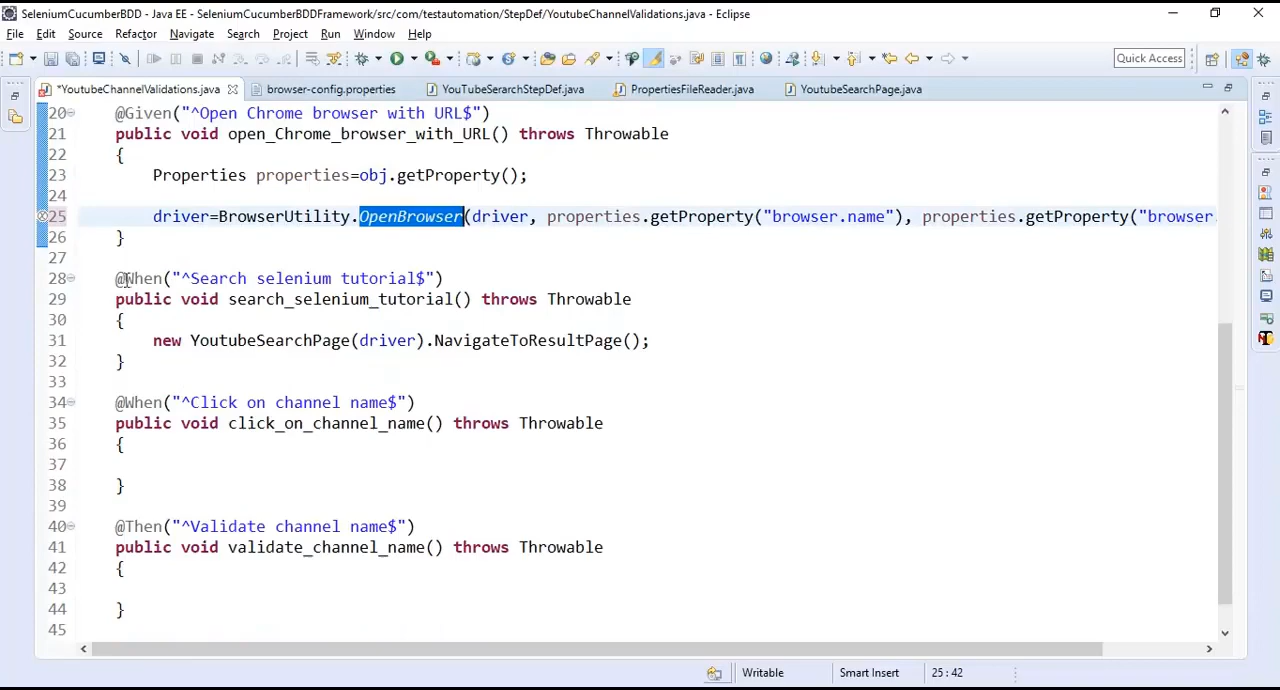 SeleniumCucumberBDD - Java EE - SeleniumCucumberBDDFramework/src/com/testautomation/StepDef/YoutubeChannelValidations.java - Eclipse
File Edit Source Refactor Navigate Search Project Run Window Help
Quick Access
*YoutubeChannelValidations.java browser-config.properties YouTubeSerarchStepDef.java PropertiesFileReader.java YoutubeSearchPage.java
20 @Given("^Open Chrome browser with URL$")
21 public void open_Chrome_browser_with_URL() throws Throwable
22 {
23 Properties properties=obj.getProperty();
24
25 driver=BrowserUtility.OpenBrowser(driver, properties.getProperty("browser.name"), properties.getProperty("browser.
26 }
27
28 @When("^Search selenium tutorial$")
29 public void search_selenium_tutorial() throws Throwable
30 {
31 new YoutubeSearchPage(driver).NavigateToResultPage();
32 }
33
34 @When("^Click on channel name$")
35 public void click_on_channel_name() throws Throwable
36 {
37
38 }
39
40 @Then("^Validate channel name$")
41 public void validate_channel_name() throws Throwable
42 {
43
44 }
45
Writable Smart Insert 25 : 42